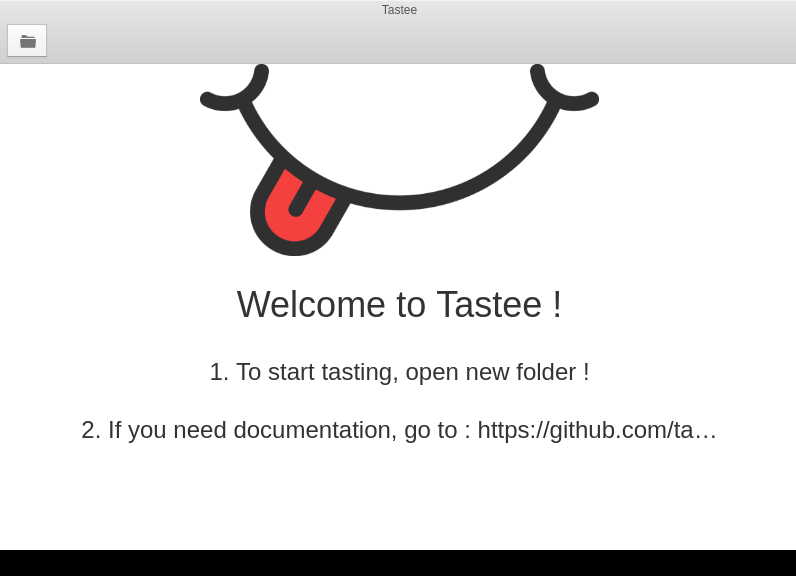 Tastee
Welcome to Tastee !
1. To start tasting, open new folder !
2. If you need documentation, go to : https://github.com/ta…